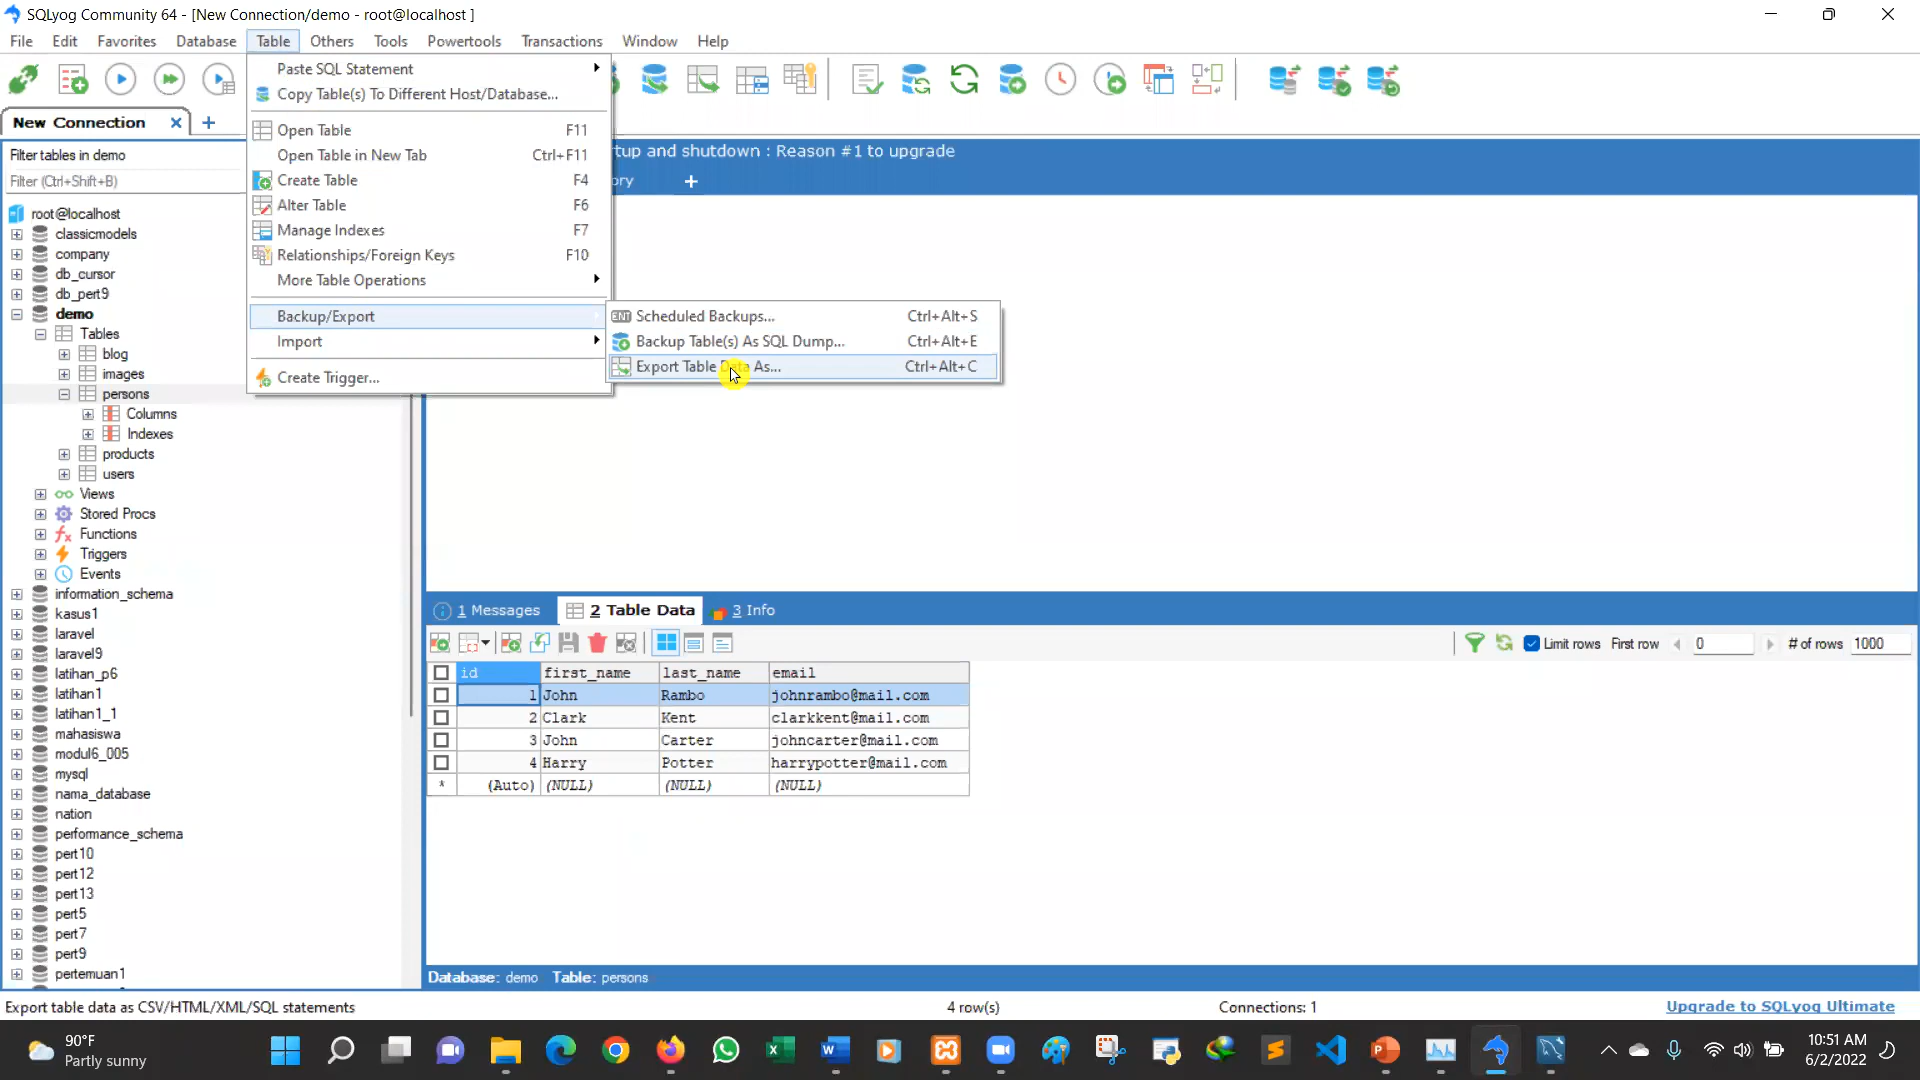 SQLyog Community 64 - [New Connection/demo - root@localhost ]
File Edit Favorites Database Table Others Tools Powertools Transactions Window Help
New Connection
Filter tables in demo
Filter (Ctrl+Shift+B)
root@localhost
classicmodels
company
db_cursor
db_pert9
demo
Tables
blog
images
persons
Columns
Indexes
products
users
Views
Stored Procs
Functions
Triggers
Events
information_schema
kasus1
laravel
laravel9
latihan_p6
latihan1
latihan1_1
mahasiswa
modul6_005
mysql
nama_database
nation
performance_schema
pert10
pert12
pert13
pert5
pert7
pert9
pertemuan1
Paste SQL Statement
Copy Table(s) To Different Host/Database...
Open Table F11
Open Table in New Tab Ctrl+F11
Create Table F4
Alter Table F6
Manage Indexes F7
Relationships/Foreign Keys F10
More Table Operations
Backup/Export
Import
Create Trigger...
Scheduled Backups... Ctrl+Alt+S
Backup Table(s) As SQL Dump... Ctrl+Alt+E
Export Table Data As... Ctrl+Alt+C
tup and shutdown : Reason #1 to upgrade
ory +
1 Messages 2 Table Data 3 Info
Limit rows First row 0 # of rows 1000
id first_name last_name email
1 John Rambo johnrambo@mail.com
2 Clark Kent clarkkent@mail.com
3 John Carter johncarter@mail.com
4 Harry Potter harrypotter@mail.com
* (Auto) (NULL) (NULL) (NULL)
Database: demo Table: persons
Export table data as CSV/HTML/XML/SQL statements 4 row(s) Connections: 1 Upgrade to SQLyog Ultimate
90°F
Partly sunny
10:51 AM
6/2/2022